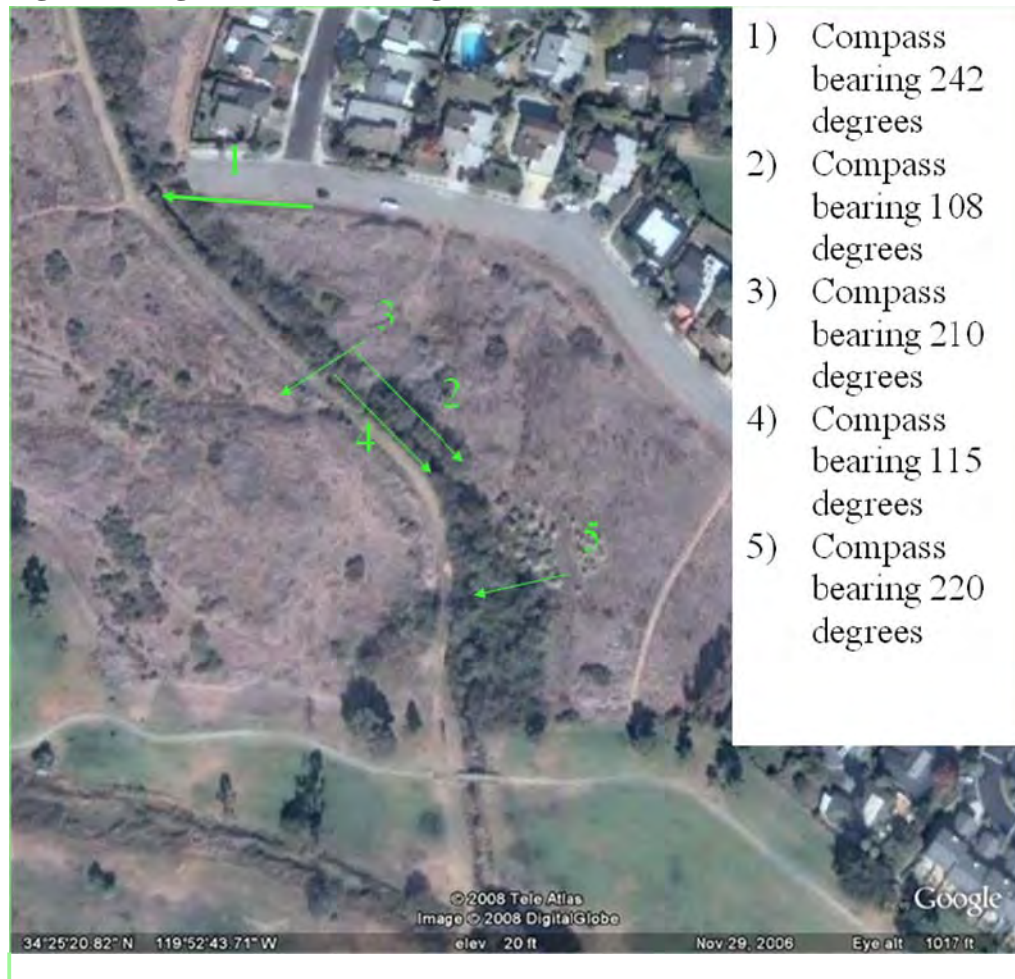 1) Compass
bearing 242
degrees
2) Compass
bearing 108
degrees
3) Compass
bearing 210
degrees
4) Compass
bearing 115
degrees
5) Compass
bearing 220
degrees
1
3
2
4
5
© 2008 Tele Atlas
Image © 2008 DigitalGlobe
Google
34°25'20.82" N 119°52'43.71" W elev 20 ft Nov 29, 2006 Eye alt 1017 ft